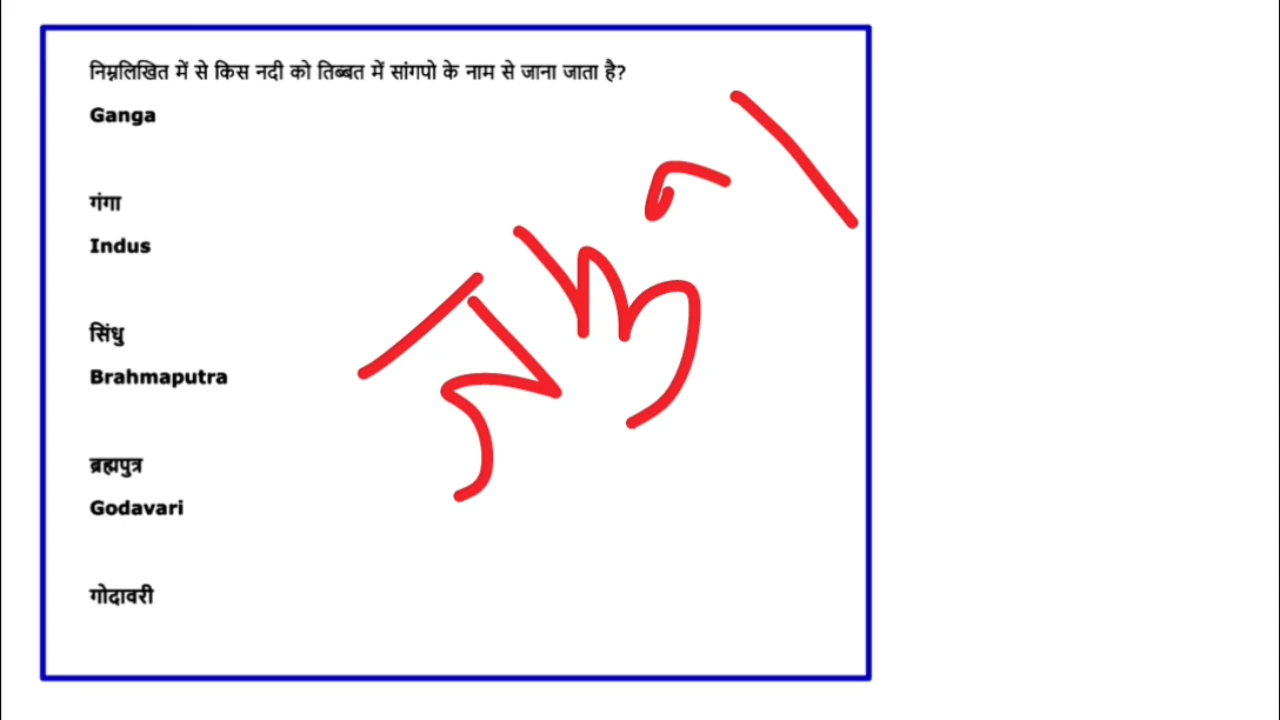 निम्नलिखित में से किस नदी को तिब्बत में सांगपो के नाम से जाना जाता है?
Ganga
गंगा
Indus
सिंधु
Brahmaputra
ब्रह्मपुत्र
Godavari
गोदावरी